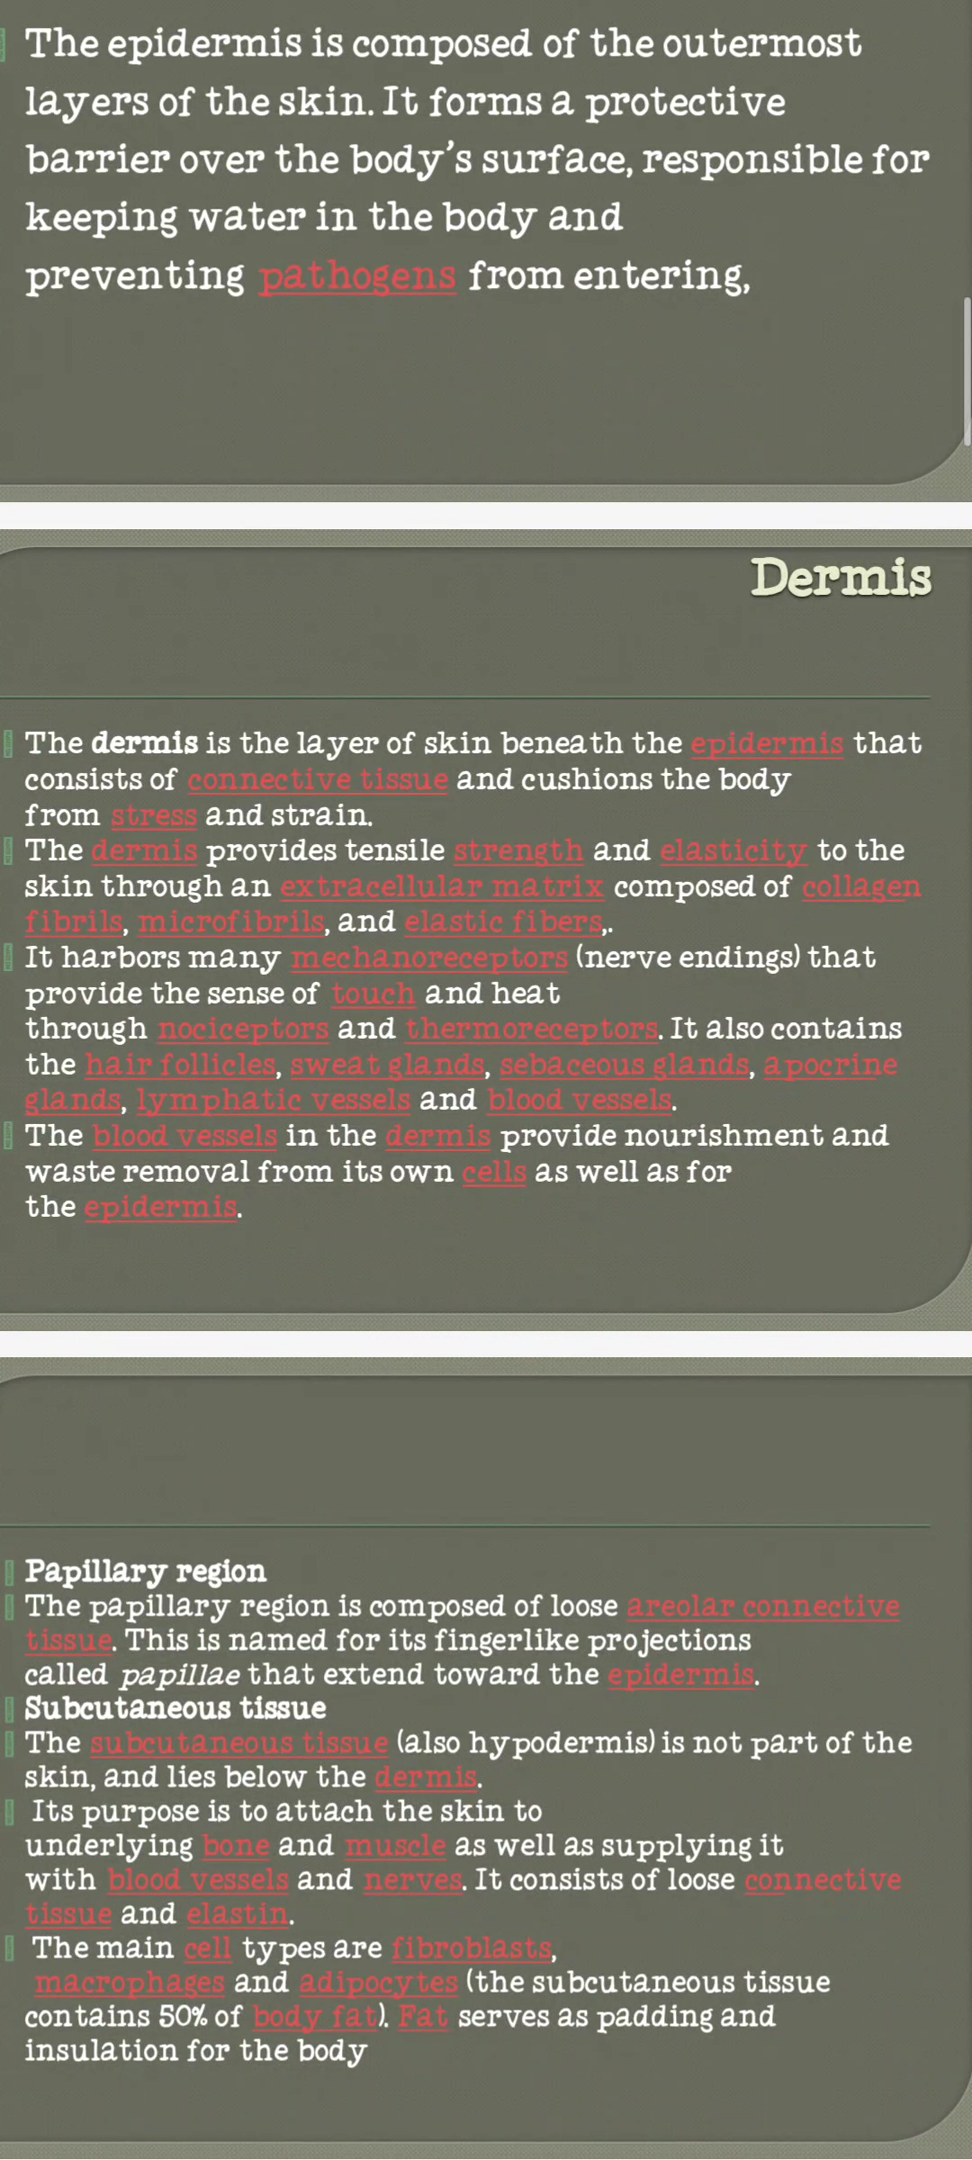 The epidermis is composed of the outermost
layers of the skin. It forms a protective
barrier over the body's surface, responsible for
keeping water in the body and
preventing pathogens from entering,
Dermis
The dermis is the layer of skin beneath the epidermis that
consists of connective tissue and cushions the body
from stress and strain.
The dermis provides tensile strength and elasticity to the
skin through an extracellular matrix composed of collagen
fibrils, microfibrils, and elastic fibers,.
It harbors many mechanoreceptors (nerve endings) that
provide the sense of touch and heat
through nociceptors and thermoreceptors. It also contains
the hair follicles, sweat glands, sebaceous glands, apocrine
glands, lymphatic vessels and blood vessels.
The blood vessels in the dermis provide nourishment and
waste removal from its own cells as well as for
the epidermis.
Papillary region
The papillary region is composed of loose areolar connective
tissue. This is named for its fingerlike projections
called papillae that extend toward the epidermis.
Subcutaneous tissue
The subcutaneous tissue (also hypodermis) is not part of the
skin, and lies below the dermis.
Its purpose is to attach the skin to
underlying bone and muscle as well as supplying it
with blood vessels and nerves. It consists of loose connective
tissue and elastin.
The main cell types are fibroblasts,
macrophages and adipocytes (the subcutaneous tissue
contains 50% of body fat). Fat serves as padding and
insulation for the body